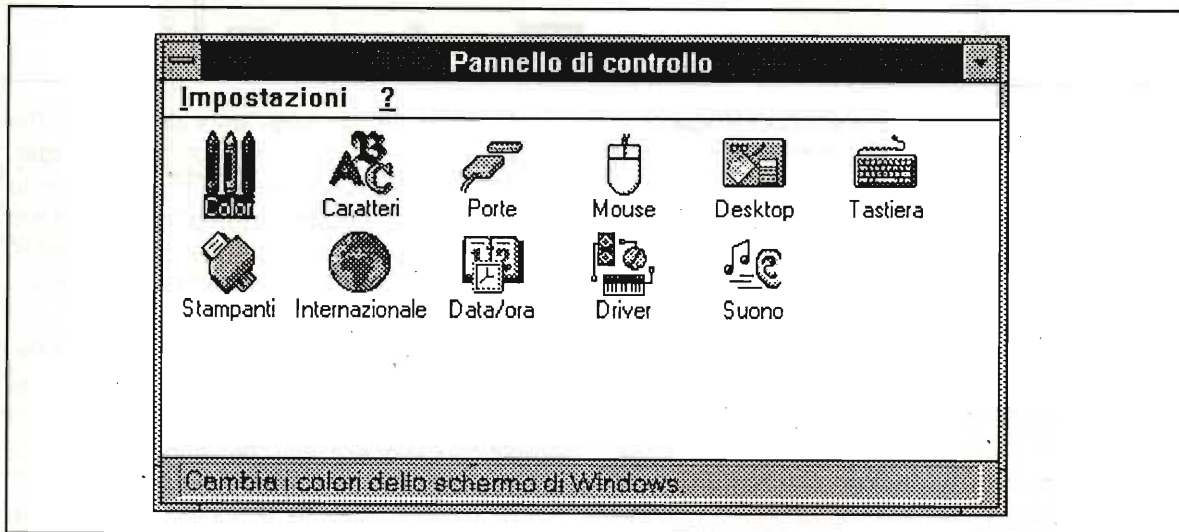 Pannello di controllo
Impostazioni ?
Colori Caratteri Porte Mouse Desktop Tastiera
Stampanti Internazionale Data/ora Driver Suono
Cambia i colori dello schermo di Windows.